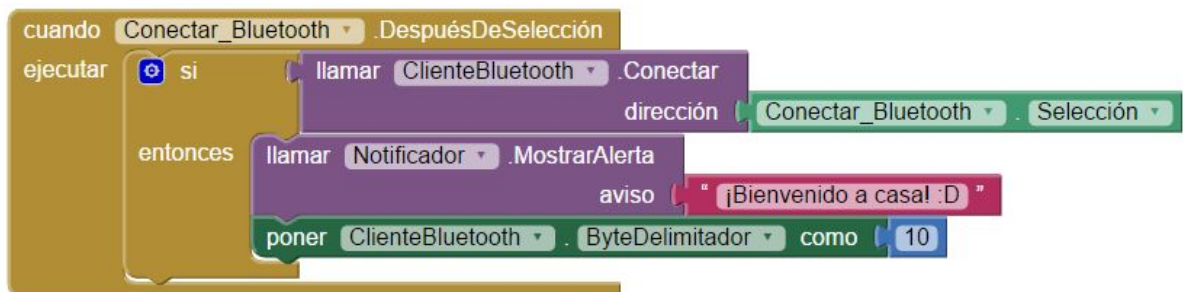 cuando Conectar_Bluetooth .DespuésDeSelección
ejecutar si llamar ClienteBluetooth .Conectar
dirección Conectar_Bluetooth . Selección
entonces llamar Notificador .MostrarAlerta
aviso " ¡Bienvenido a casa! :D "
poner ClienteBluetooth . ByteDelimitador como 10